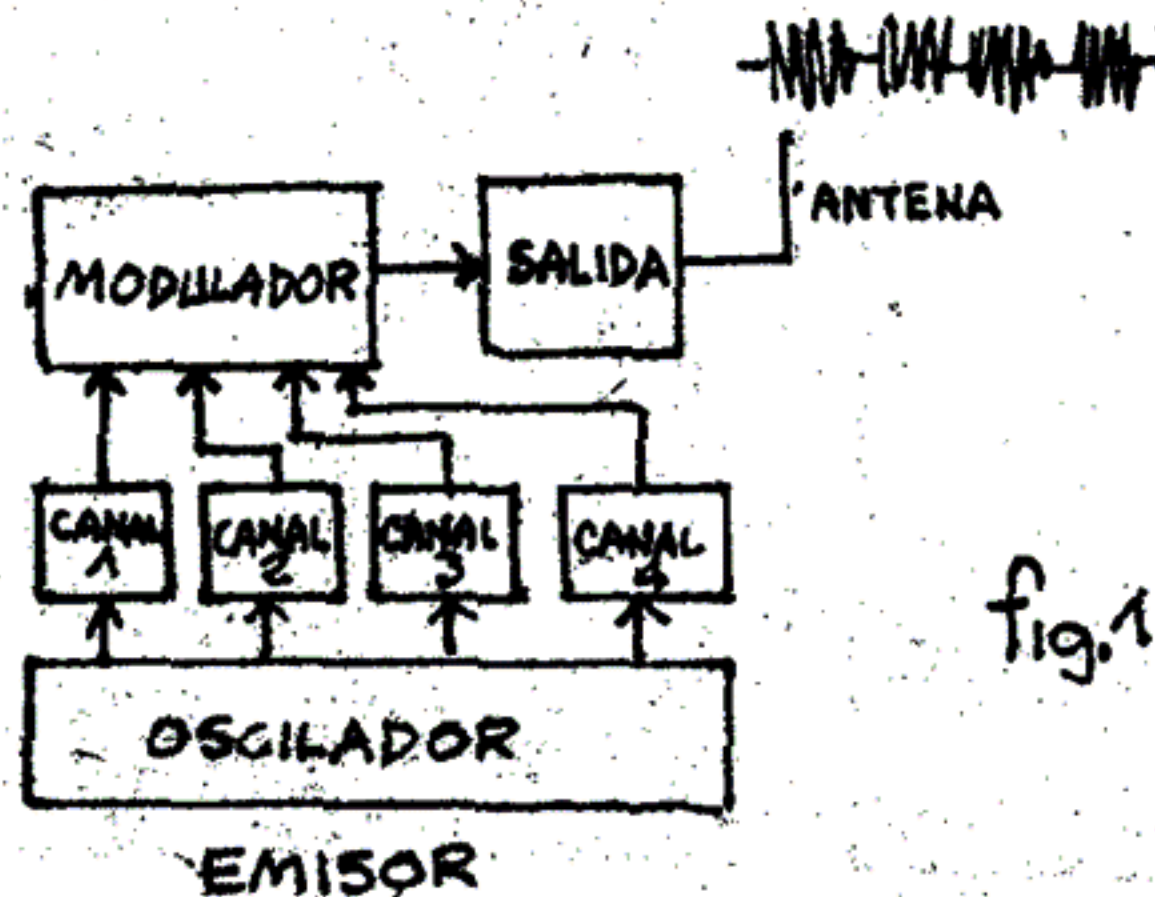 ANTENA
MODULADOR
SALIDA
CANAL
1
CANAL
2
CANAL
3
CANAL
4
fig.1
OSCILADOR
EMISOR